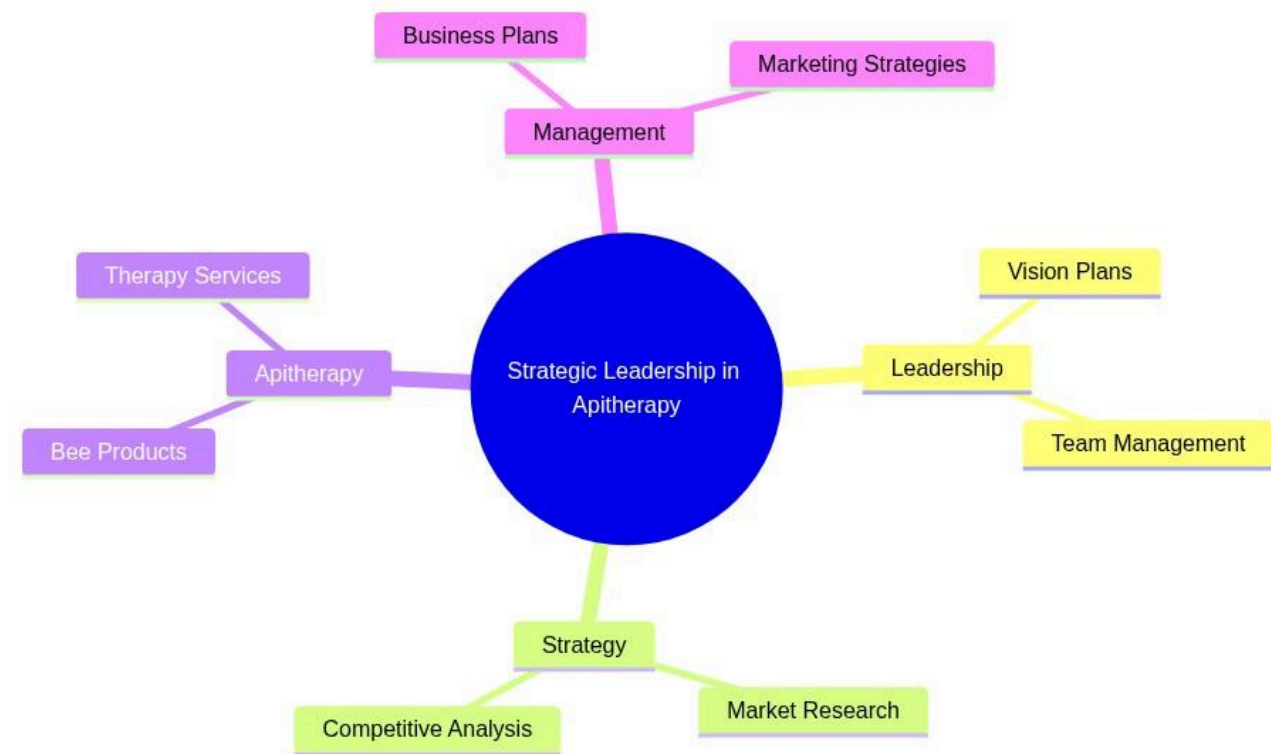 Business Plans
Marketing Strategies
Management
Therapy Services
Vision Plans
Apitherapy
Strategic Leadership in
Apitherapy
Leadership
Bee Products
Team Management
Strategy
Competitive Analysis
Market Research